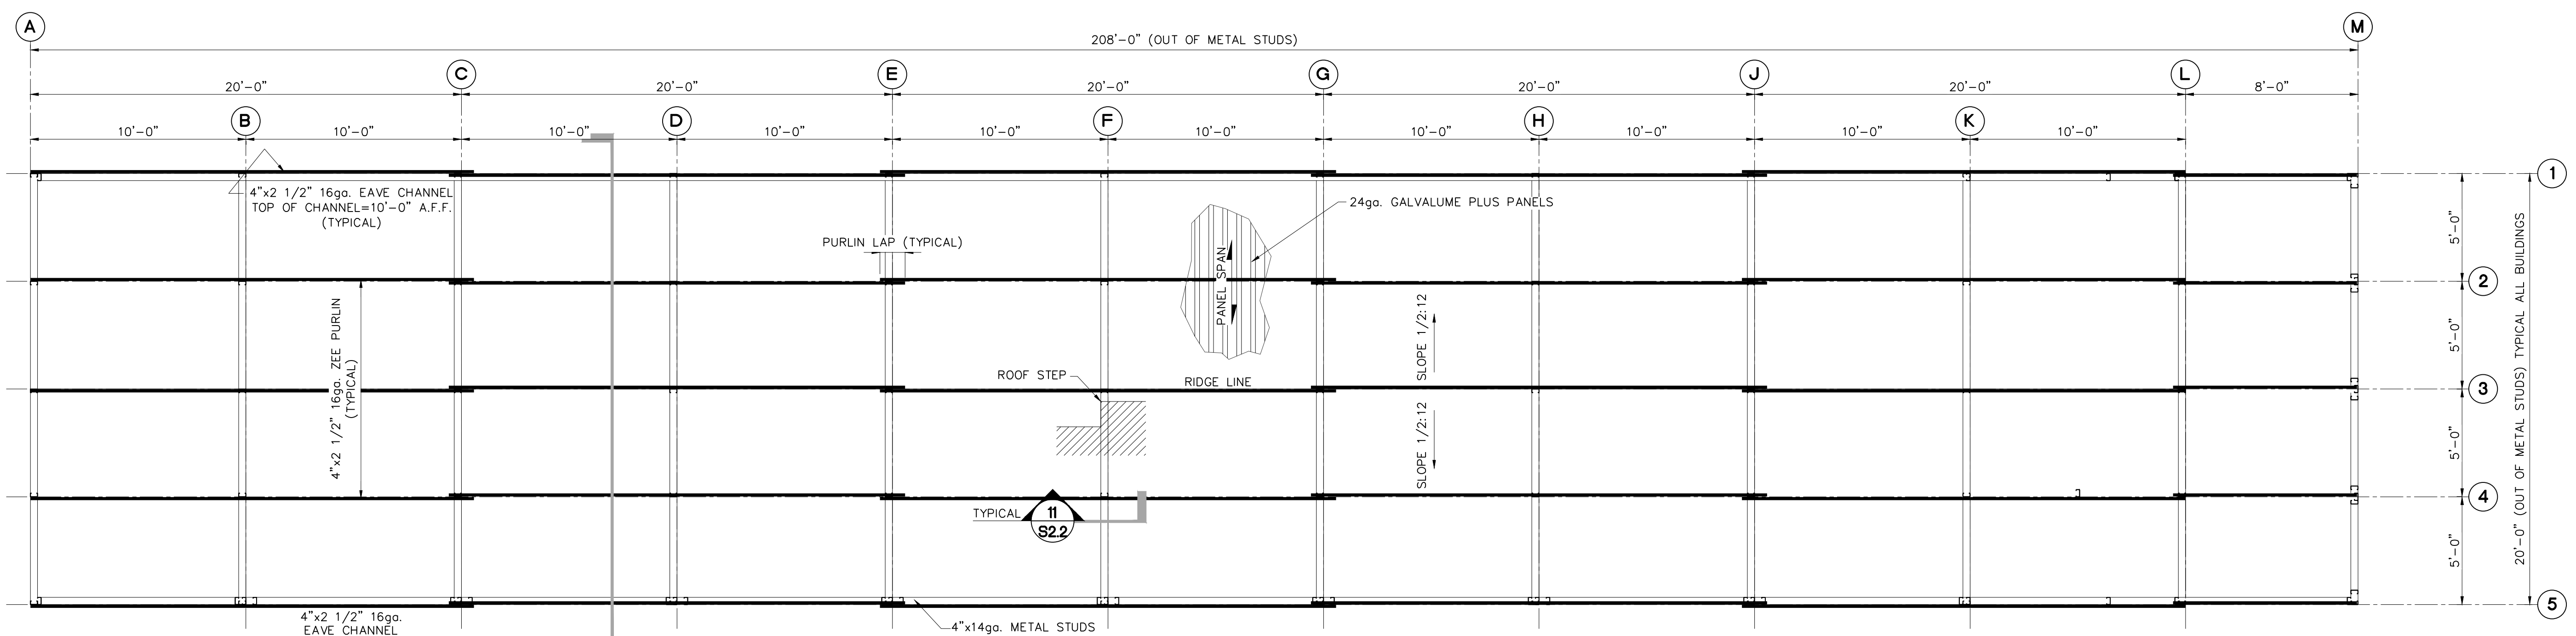 A
M
208'-0" (OUT OF METAL STUDS)
C
E
G
J
L
20'-0"
20'-0"
20'-0"
20'-0"
20'-0"
8'-0"
B
D
F
H
K
10'-0"
10'-0"
10'-0"
10'-0"
10'-0"
10'-0"
10'-0"
10'-0"
10'-0"
10'-0"
1
4"x2 1/2" 16ga. EAVE CHANNEL
TOP OF CHANNEL=10'-0" A.F.F.
(TYPICAL)
24ga. GALVALUME PLUS PANELS
PURLIN LAP (TYPICAL)
PANEL SPAN
5'-0"
2
4"x2 1/2" 16ga. ZEE PURLIN
(TYPICAL)
SLOPE 1/2:12
5'-0"
20'-0" (OUT OF METAL STUDS) TYPICAL ALL BUILDINGS
ROOF STEP
RIDGE LINE
3
SLOPE 1/2:12
5'-0"
4
TYPICAL
11
S2.2
5'-0"
5
4"x2 1/2" 16ga.
EAVE CHANNEL
4"x14ga. METAL STUDS